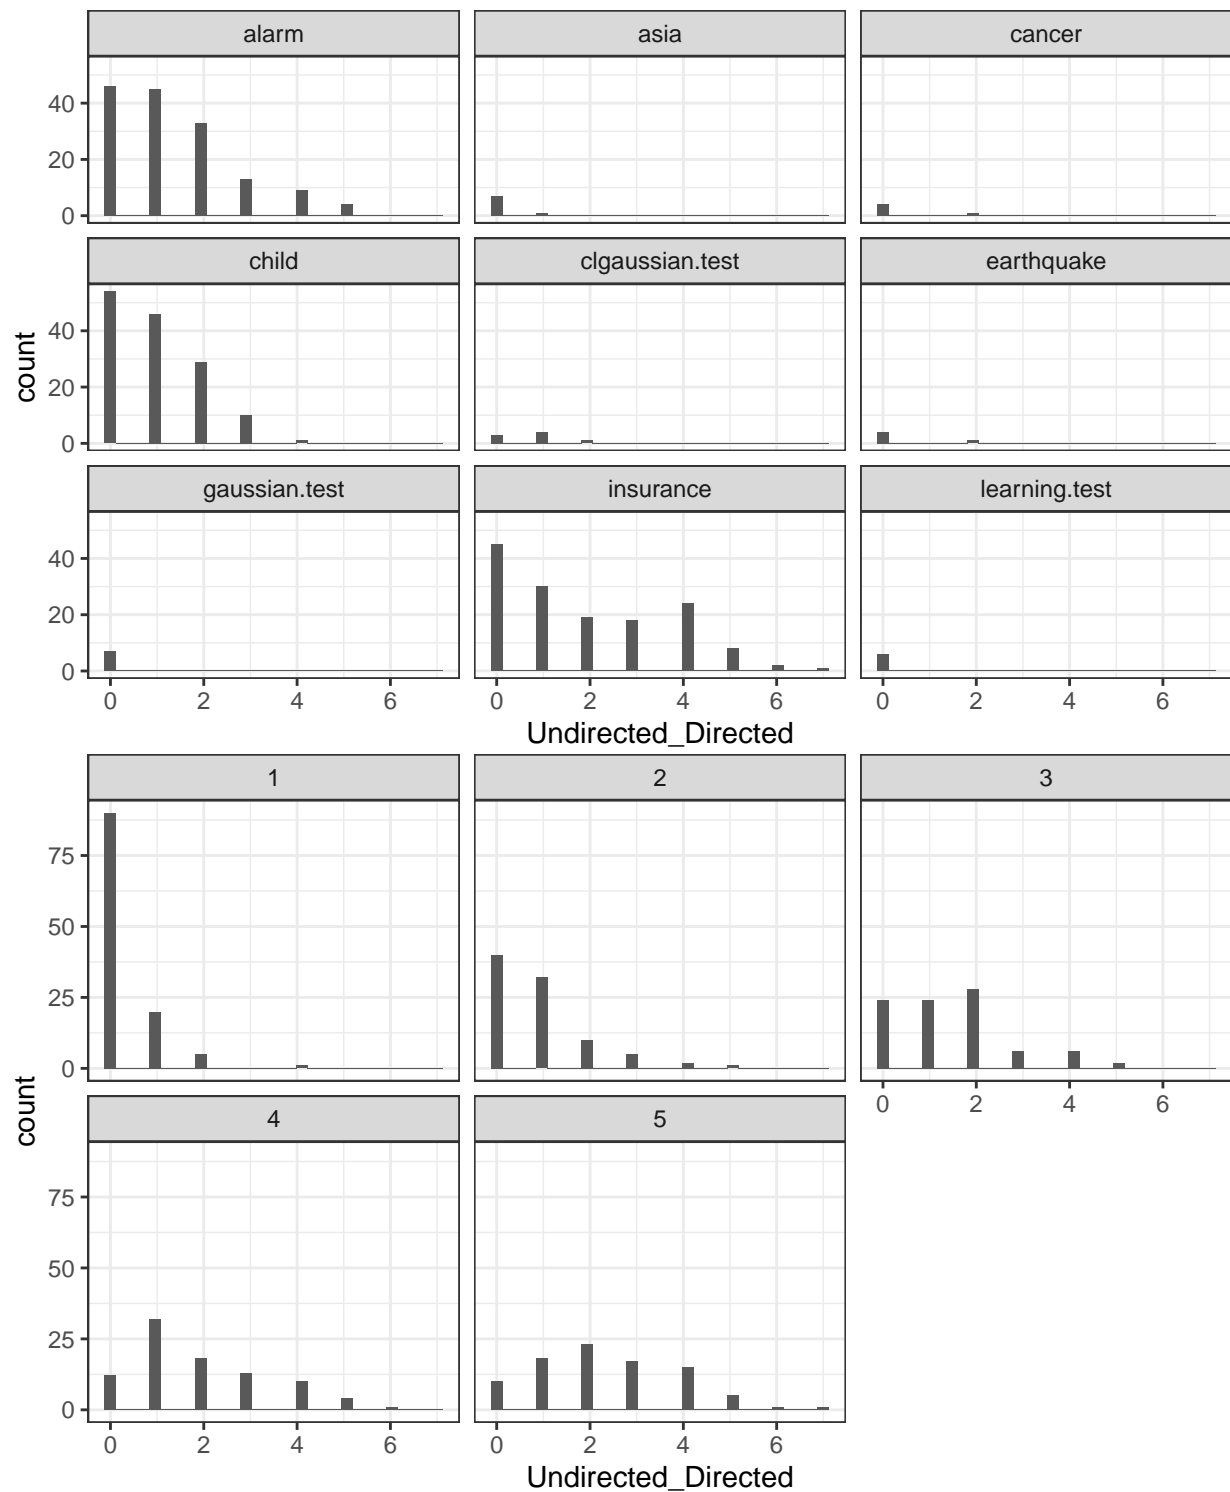 alarm asia cancer
40
20
0
child clgaussian.test earthquake
40
20
0
count
gaussian.test insurance learning.test
40
20
0
0 2 4 6 0 2 4 6 0 2 4 6
Undirected_Directed
1 2 3
75
50
25
0
0 2 4 6
count
4 5
75
50
25
0
0 2 4 6 0 2 4 6
Undirected_Directed